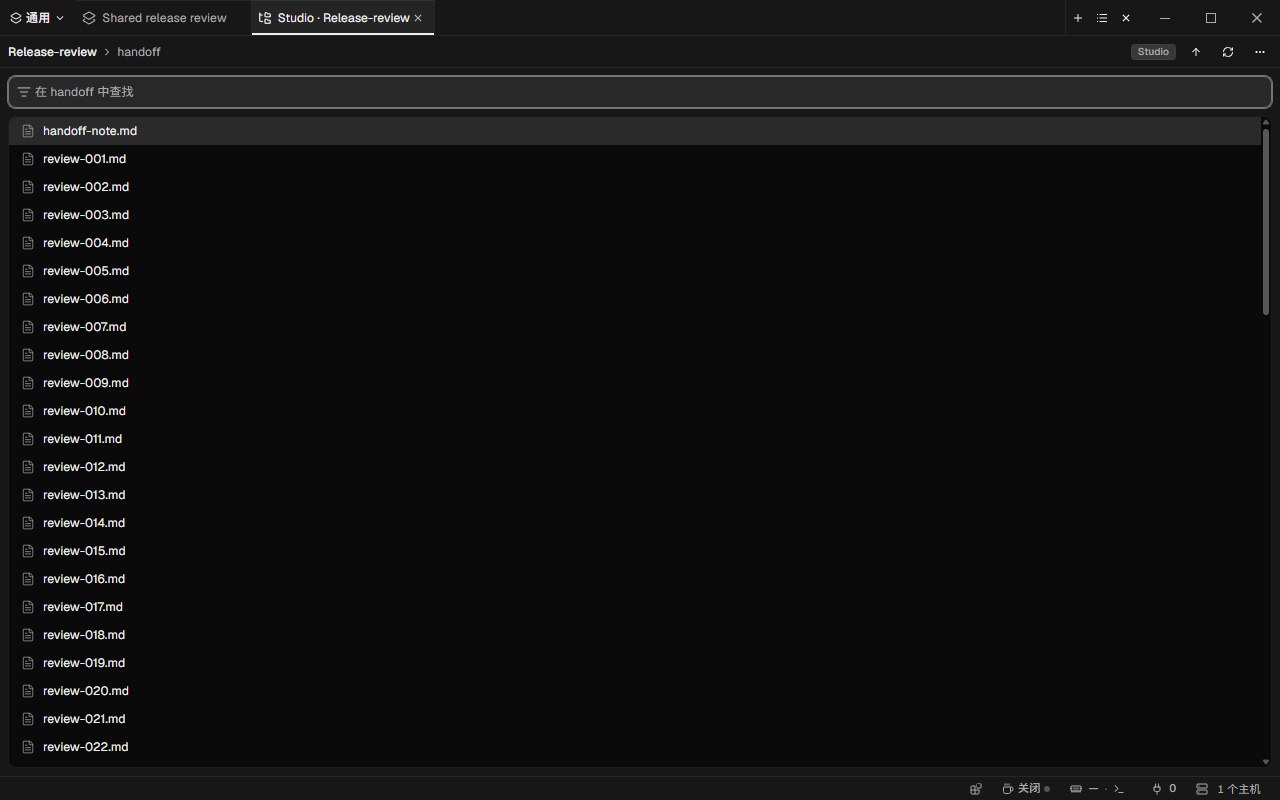 通用 Shared release review Studio · Release-review
Release-review > handoff Studio
在 handoff 中查找
handoff-note.md
review-001.md
review-002.md
review-003.md
review-004.md
review-005.md
review-006.md
review-007.md
review-008.md
review-009.md
review-010.md
review-011.md
review-012.md
review-013.md
review-014.md
review-015.md
review-016.md
review-017.md
review-018.md
review-019.md
review-020.md
review-021.md
review-022.md
关闭 — · 0 1 个主机